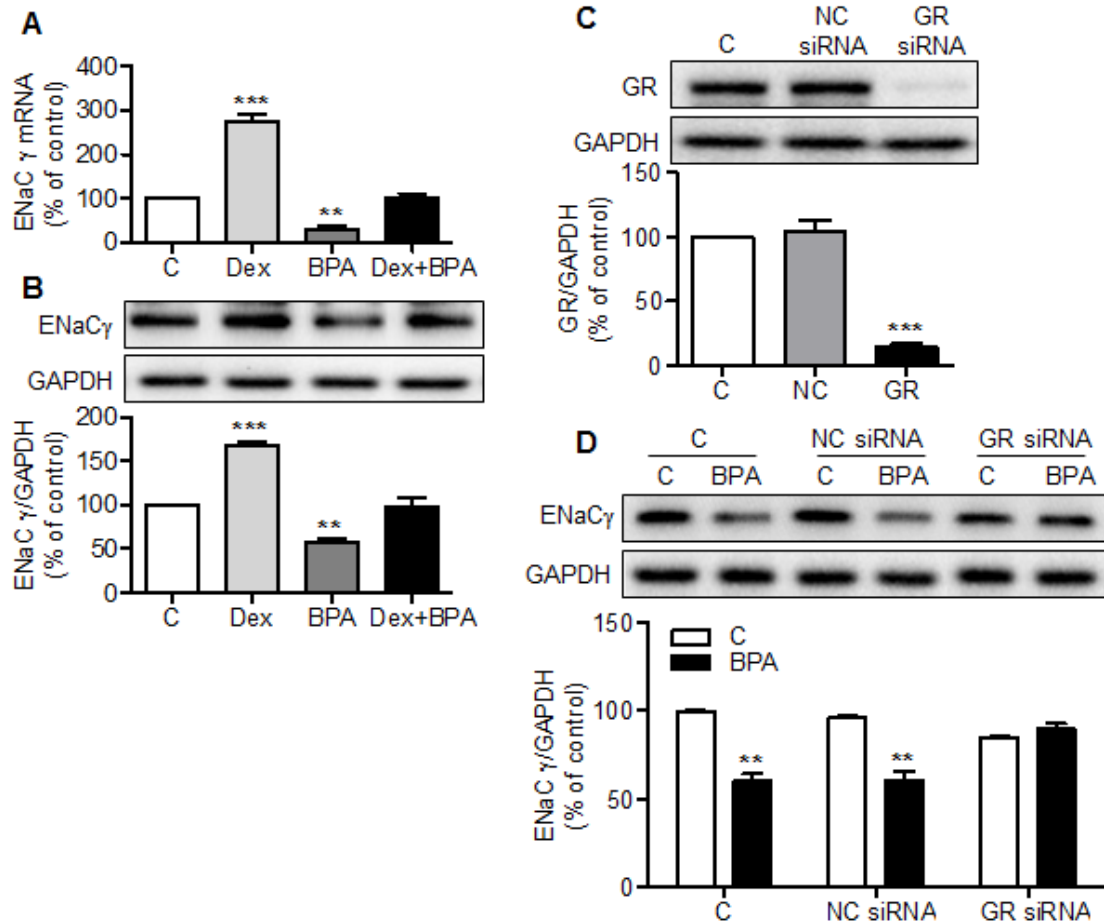 A
ENaC γ mRNA
(% of control)
400
300
200
100
0
***
**
C Dex BPA Dex+BPA
B
ENaCγ
GAPDH
ENaC γ/GAPDH
(% of control)
200
150
100
50
0
***
**
C Dex BPA Dex+BPA
C
C NC siRNA GR siRNA
GR
GAPDH
GR/GAPDH
(% of control)
150
100
50
0
***
C NC GR
D
C NC siRNA GR siRNA
C BPA C BPA C BPA
ENaCγ
GAPDH
ENaC γ/GAPDH
(% of control)
150
100
50
0
C
BPA
** **
C NC siRNA GR siRNA